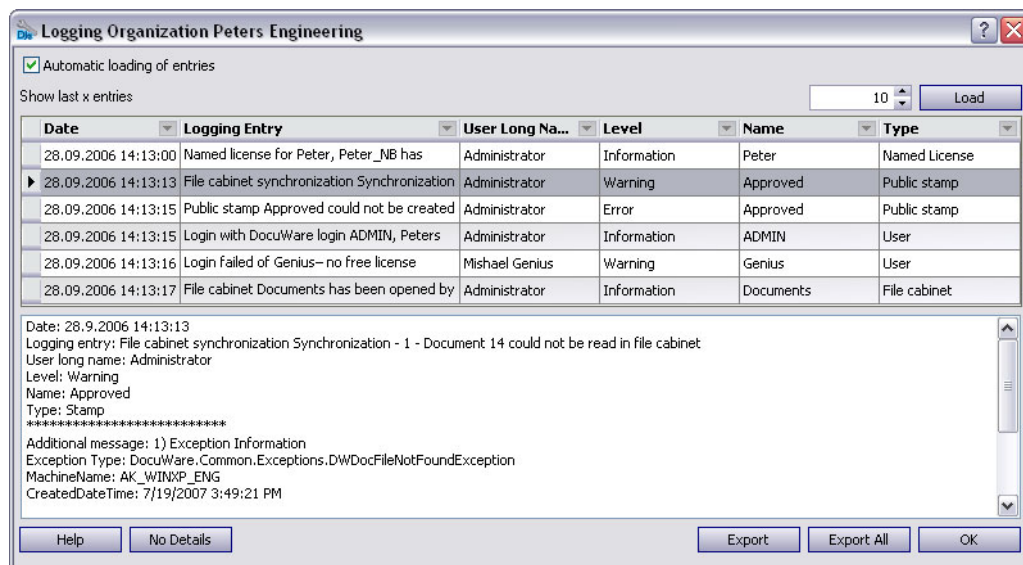 Logging Organization Peters Engineering
Automatic loading of entries
Show last x entries 10 Load
Date Logging Entry User Long Na... Level Name Type
28.09.2006 14:13:00 Named license for Peter, Peter_NB has Administrator Information Peter Named License
28.09.2006 14:13:13 File cabinet synchronization Synchronization Administrator Warning Approved Public stamp
28.09.2006 14:13:15 Public stamp Approved could not be created Administrator Error Approved Public stamp
28.09.2006 14:13:15 Login with DocuWare login ADMIN, Peters Administrator Information ADMIN User
28.09.2006 14:13:16 Login failed of Genius– no free license Mishael Genius Warning Genius User
28.09.2006 14:13:17 File cabinet Documents has been opened by Administrator Information Documents File cabinet
Date: 28.9.2006 14:13:13
Logging entry: File cabinet synchronization Synchronization - 1 - Document 14 could not be read in file cabinet
User long name: Administrator
Level: Warning
Name: Approved
Type: Stamp
**************************
Additional message: 1) Exception Information
Exception Type: DocuWare.Common.Exceptions.DWDocFileNotFoundException
MachineName: AK_WINXP_ENG
CreatedDateTime: 7/19/2007 3:49:21 PM
Help No Details Export Export All OK